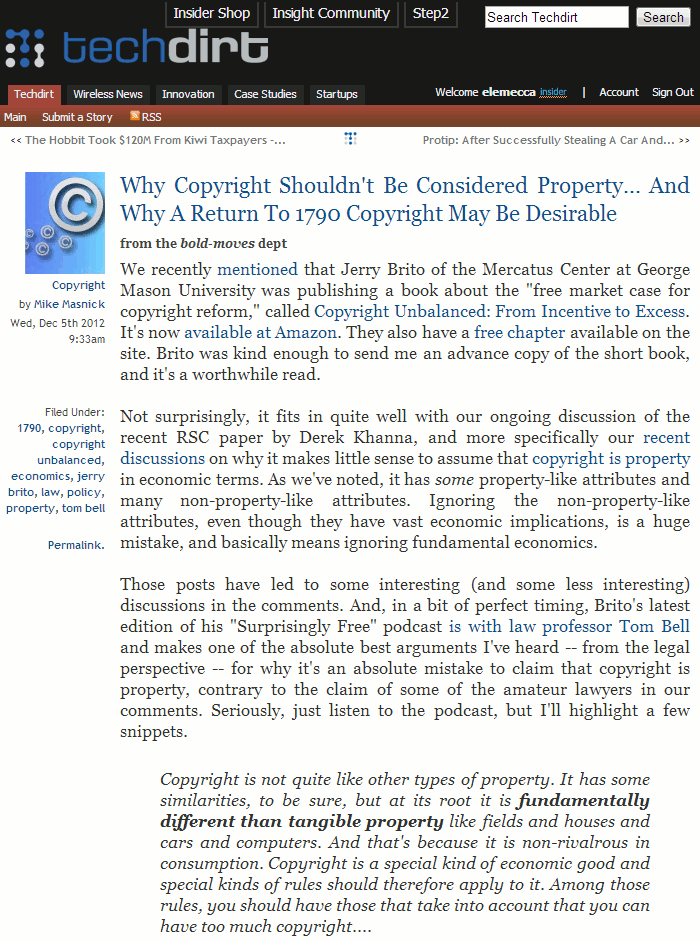 Insider Shop Insight Community Step2 Search Techdirt Search
techdirt
Techdirt Wireless News Innovation Case Studies Startups Welcome elemecca insider | Account Sign Out
Main Submit a Story RSS
<< The Hobbit Took $120M From Kiwi Taxpayers -... Protip: After Successfully Stealing A Car And... >>
Why Copyright Shouldn't Be Considered Property... And
Why A Return To 1790 Copyright May Be Desirable
from the bold-moves dept
Copyright
by Mike Masnick
Wed, Dec 5th 2012
9:33am
Filed Under:
1790, copyright,
copyright
unbalanced,
economics, jerry
brito, law, policy,
property, tom bell
Permalink.
We recently mentioned that Jerry Brito of the Mercatus Center at George
Mason University was publishing a book about the "free market case for
copyright reform," called Copyright Unbalanced: From Incentive to Excess.
It's now available at Amazon. They also have a free chapter available on the
site. Brito was kind enough to send me an advance copy of the short book,
and it's a worthwhile read.
Not surprisingly, it fits in quite well with our ongoing discussion of the
recent RSC paper by Derek Khanna, and more specifically our recent
discussions on why it makes little sense to assume that copyright is property
in economic terms. As we've noted, it has some property-like attributes and
many non-property-like attributes. Ignoring the non-property-like
attributes, even though they have vast economic implications, is a huge
mistake, and basically means ignoring fundamental economics.
Those posts have led to some interesting (and some less interesting)
discussions in the comments. And, in a bit of perfect timing, Brito's latest
edition of his "Surprisingly Free" podcast is with law professor Tom Bell
and makes one of the absolute best arguments I've heard -- from the legal
perspective -- for why it's an absolute mistake to claim that copyright is
property, contrary to the claim of some of the amateur lawyers in our
comments. Seriously, just listen to the podcast, but I'll highlight a few
snippets.
Copyright is not quite like other types of property. It has some
similarities, to be sure, but at its root it is fundamentally
different than tangible property like fields and houses and
cars and computers. And that's because it is non-rivalrous in
consumption. Copyright is a special kind of economic good and
special kinds of rules should therefore apply to it. Among those
rules, you should have those that take into account that you can
have too much copyright....